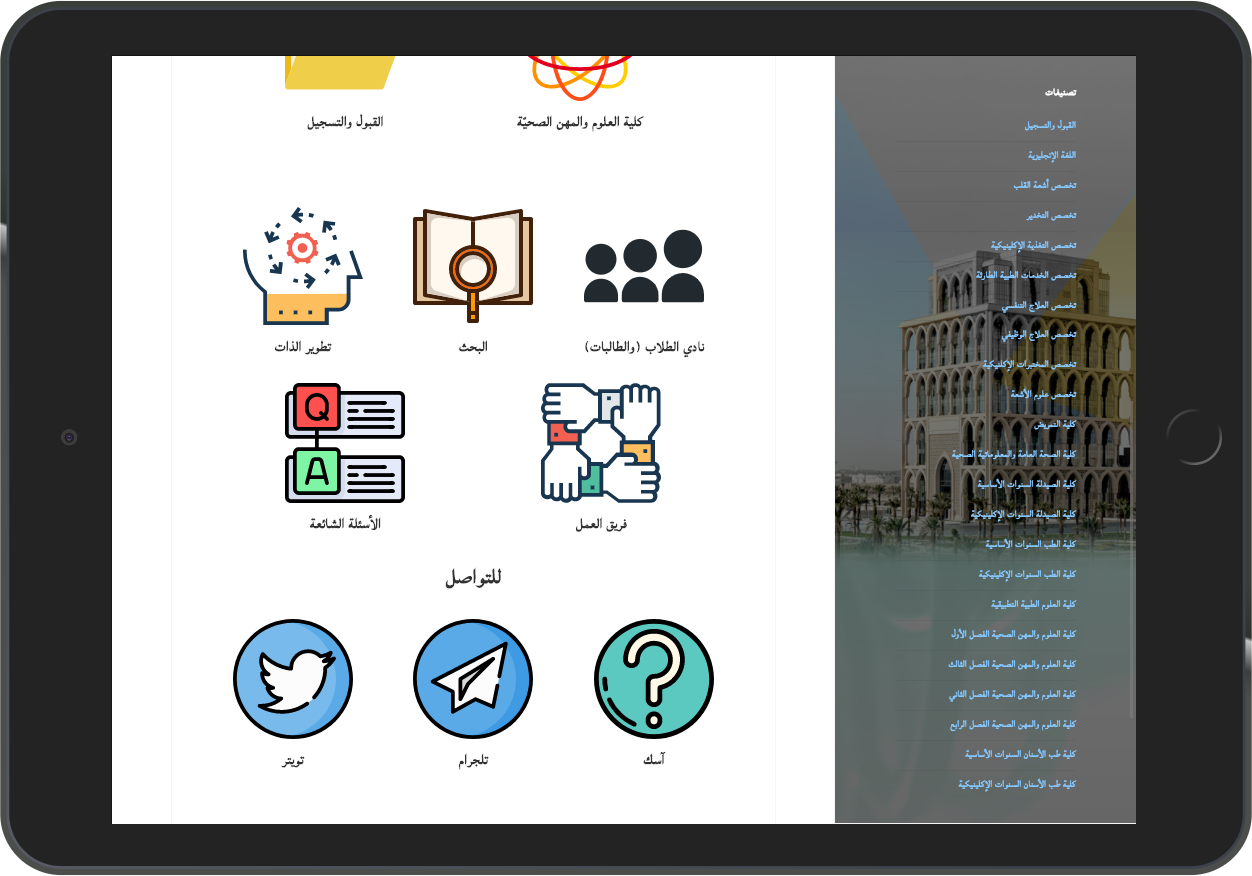 تصنيفات
القبول والتسجيل
اللغة الإنجليزية
تخصص أشعة القلب
تخصص التخدير
تخصص التغذية الإكلينيكية
تخصص الخدمات الطبية الطارئة
تخصص العلاج التنفسي
تخصص العلاج الوظيفي
تخصص المختبرات الإكلنيكية
تخصص علوم الأشعة
كلية التمريض
كلية الصحة العامة والمعلوماتية الصحية
كلية الصيدلة السنوات الأساسية
كلية الصيدلة السنوات الإكلينيكية
كلية الطب السنوات الأساسية
كلية الطب السنوات الإكلينيكية
كلية العلوم الطبية التطبيقية
كلية العلوم والمهن الصحية الفصل الأول
كلية العلوم والمهن الصحية الفصل الثالث
كلية العلوم والمهن الصحية الفصل الثاني
كلية العلوم والمهن الصحية الفصل الرابع
كلية طب الأسنان السنوات الأساسية
كلية طب الأسنان السنوات الإكلينيكية
كلية العلوم والمهن الصحيّة
القبول والتسجيل
نادي الطلاب (والطالبات)
البحث
تطوير الذات
Q
A
فريق العمل
الأسئلة الشائعة
للتواصل
?
آسك
تلجرام
تويتر